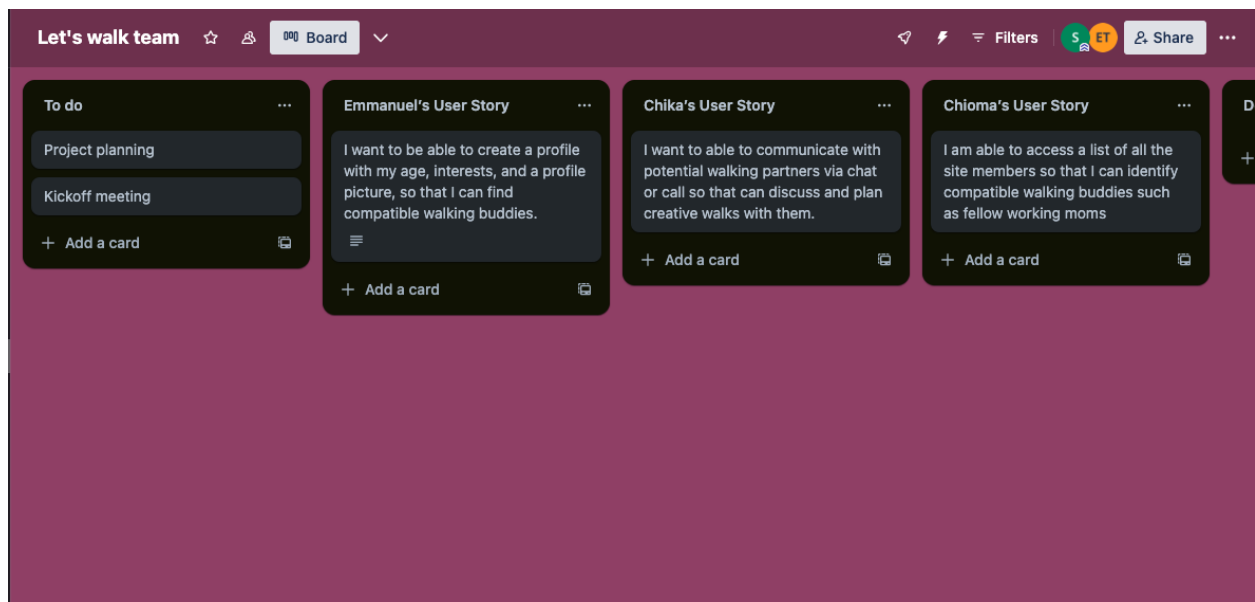 Let's walk team
Board
Filters
S
ET
Share
To do
Project planning
Kickoff meeting
+ Add a card
Emmanuel's User Story
I want to be able to create a profile
with my age, interests, and a profile
picture, so that I can find
compatible walking buddies.
+ Add a card
Chika's User Story
I want to able to communicate with
potential walking partners via chat
or call so that can discuss and plan
creative walks with them.
+ Add a card
Chioma's User Story
I am able to access a list of all the
site members so that I can identify
compatible walking buddies such
as fellow working moms
+ Add a card
D
+